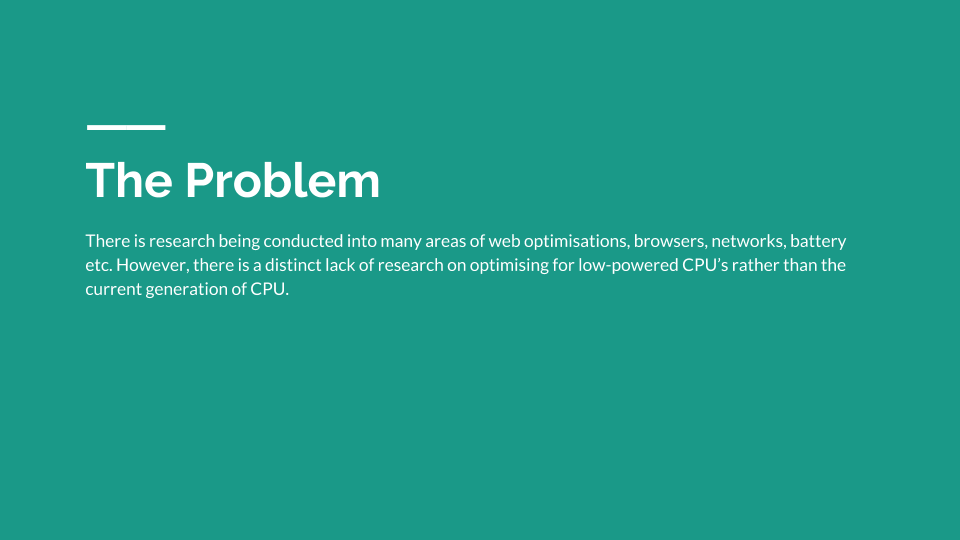 The Problem
There is research being conducted into many areas of web optimisations, browsers, networks, battery
etc. However, there is a distinct lack of research on optimising for low-powered CPU’s rather than the
current generation of CPU.